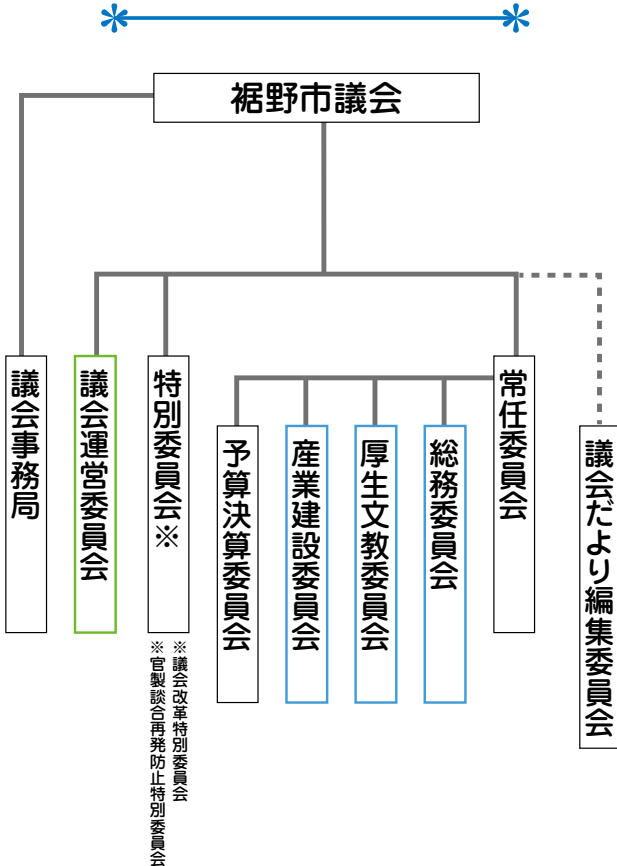 裾野市議会
議会だより編集委員会
常任委員会
総務委員会
厚生文教委員会
産業建設委員会
予算決算委員会
特別委員会※
※議会改革特別委員会
※官製談合再発防止特別委員会
議会運営委員会
議会事務局